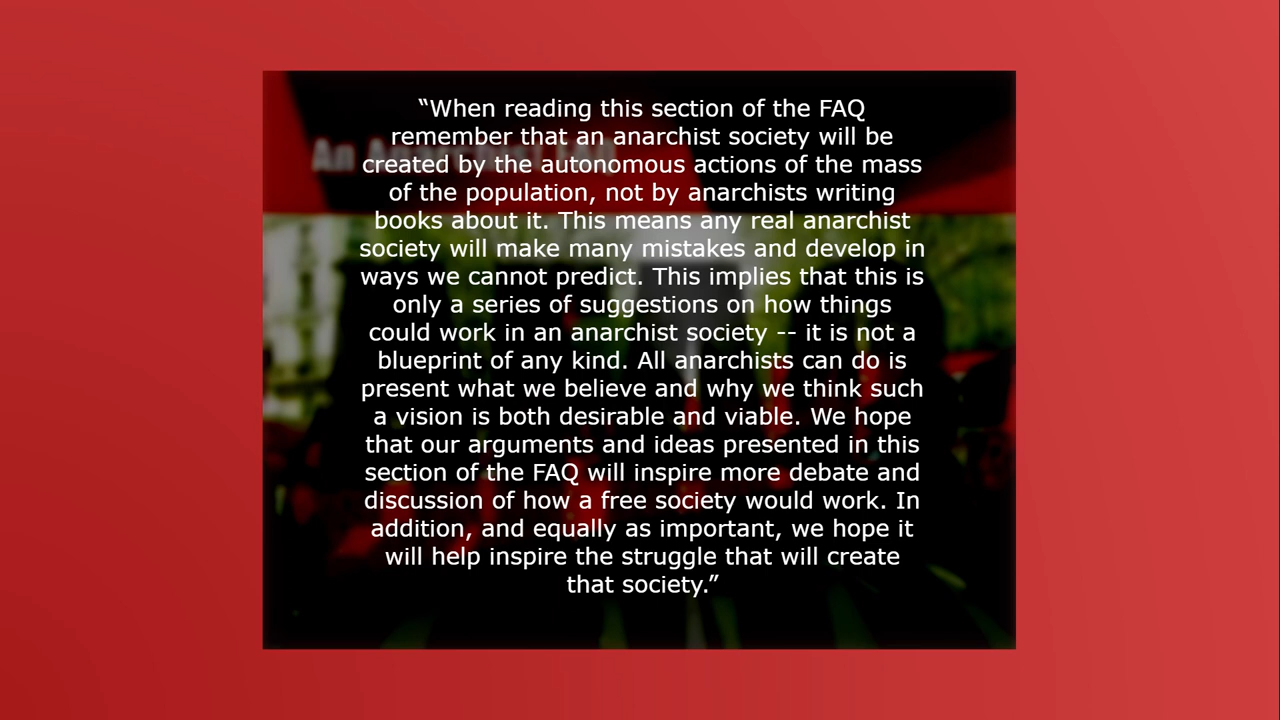 “When reading this section of the FAQ
remember that an anarchist society will be
created by the autonomous actions of the mass
of the population, not by anarchists writing
books about it. This means any real anarchist
society will make many mistakes and develop in
ways we cannot predict. This implies that this is
only a series of suggestions on how things
could work in an anarchist society -- it is not a
blueprint of any kind. All anarchists can do is
present what we believe and why we think such
a vision is both desirable and viable. We hope
that our arguments and ideas presented in this
section of the FAQ will inspire more debate and
discussion of how a free society would work. In
addition, and equally as important, we hope it
will help inspire the struggle that will create
that society.”